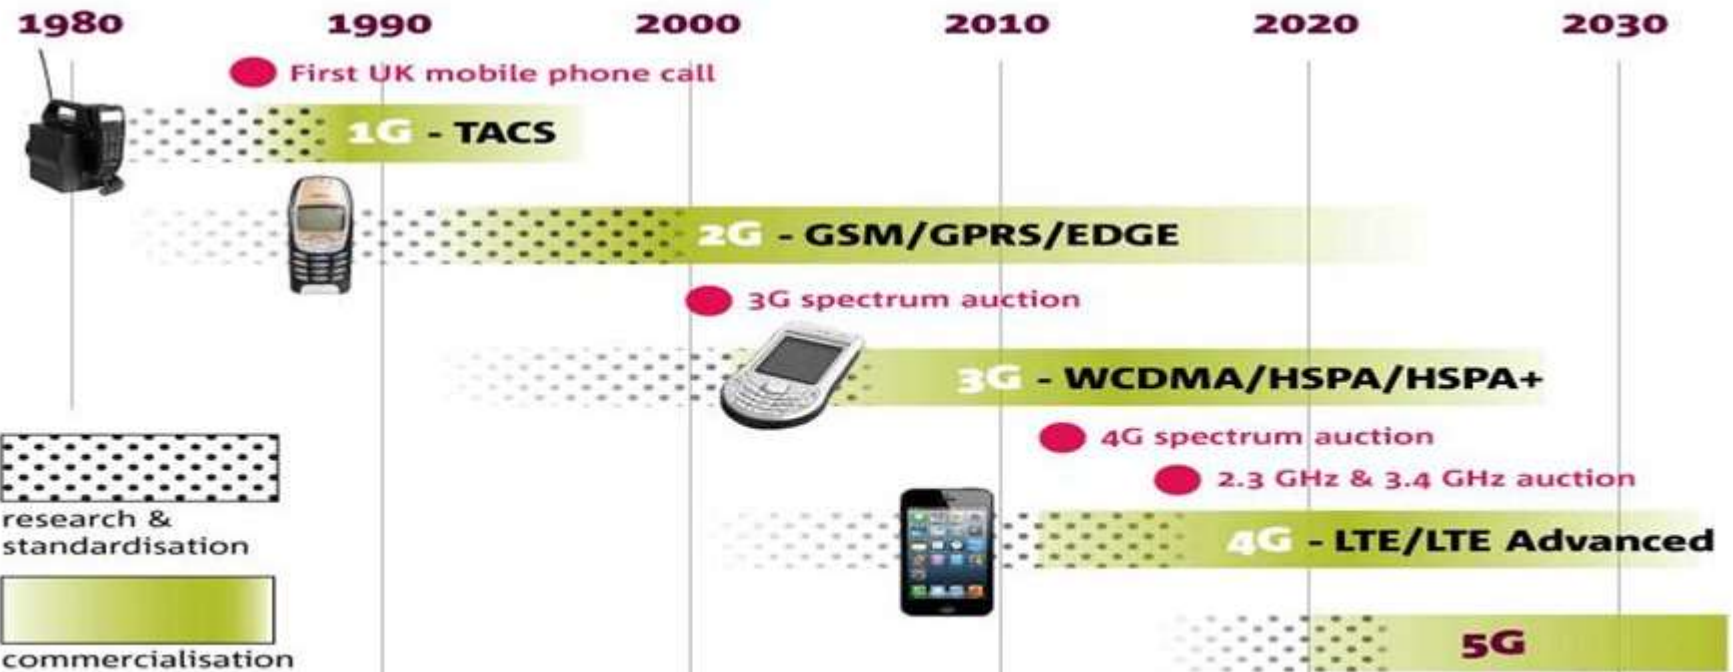 1980 1990 2000 2010 2020 2030
First UK mobile phone call
1G - TACS
2G - GSM/GPRS/EDGE
3G spectrum auction
3G - WCDMA/HSPA/HSPA+
4G spectrum auction
2.3 GHz & 3.4 GHz auction
research &
standardisation
4G - LTE/LTE Advanced
5G
commercialisation